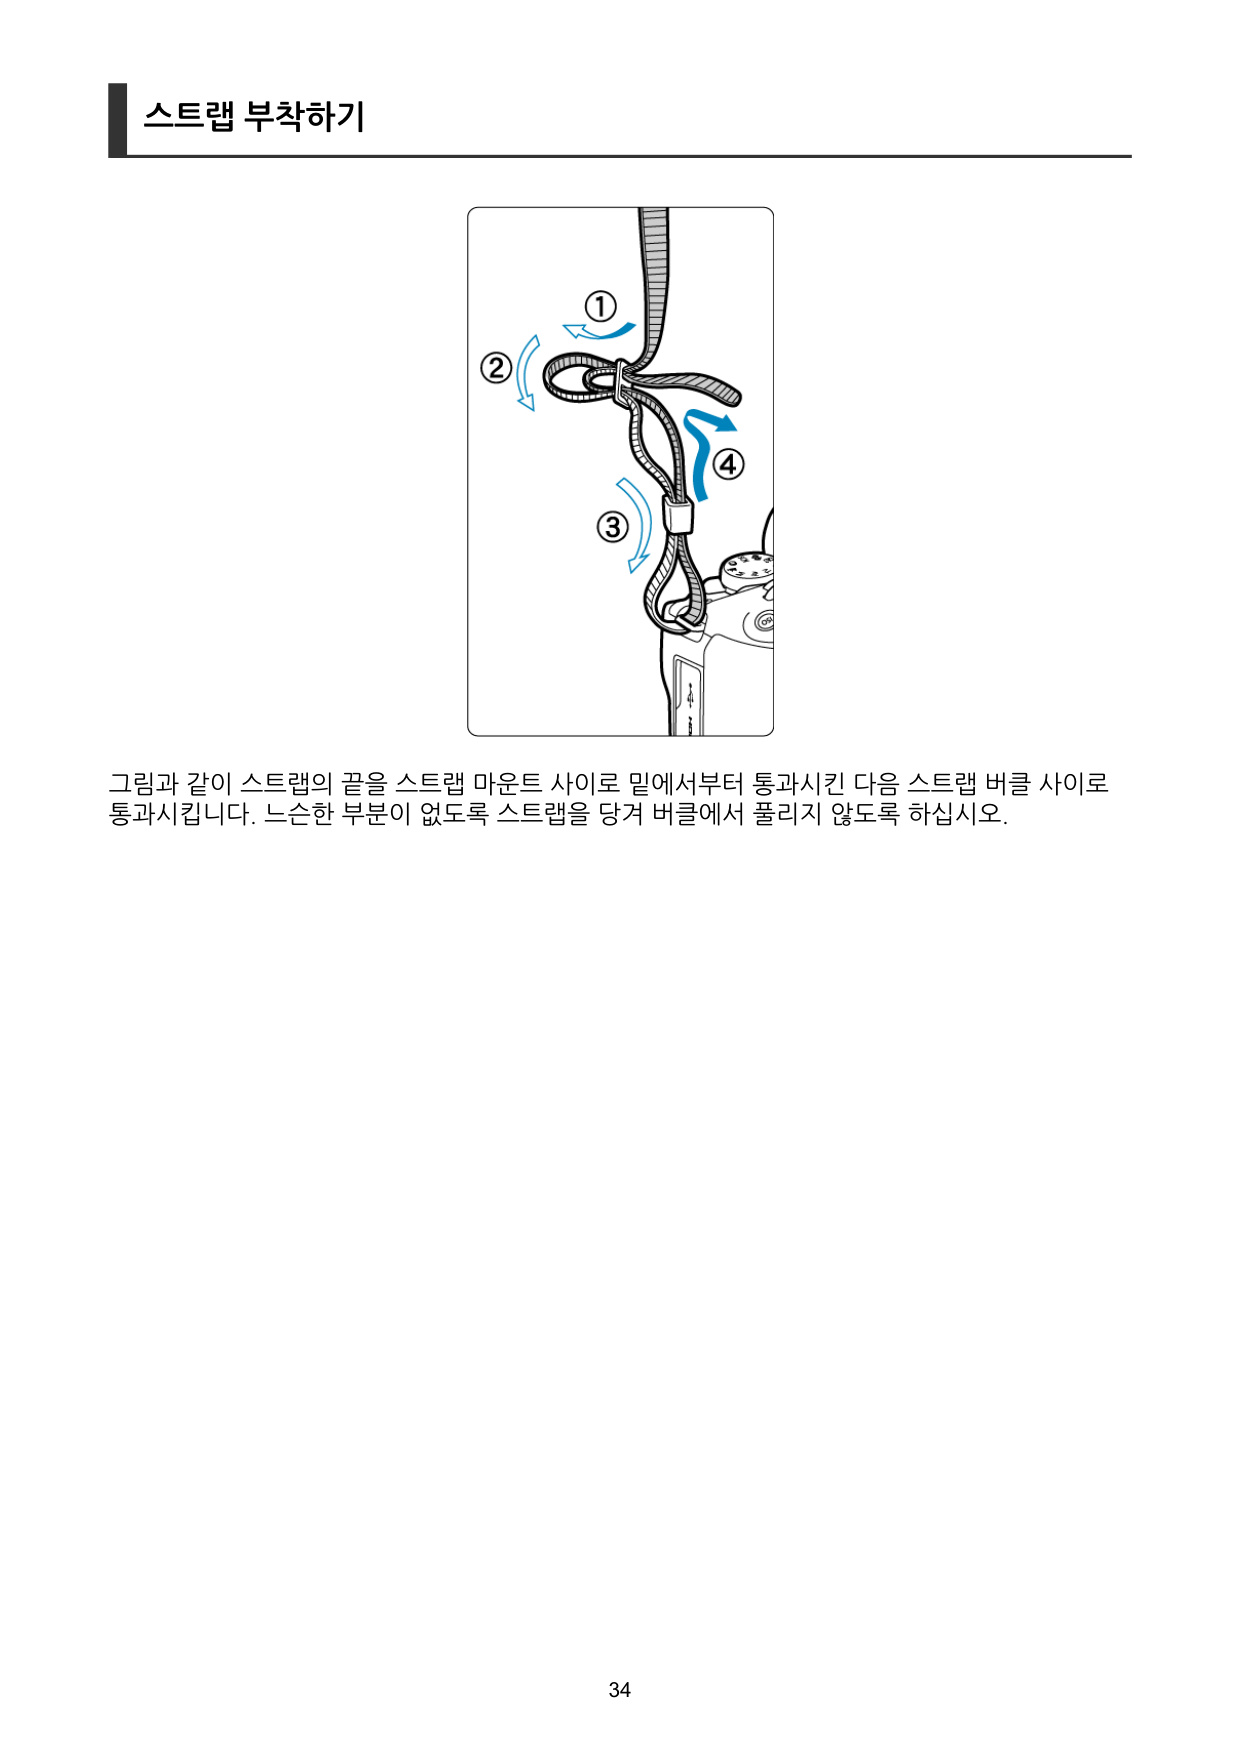 스트랩 부착하기
①
②
④
③
ISO
그림과 같이 스트랩의 끝을 스트랩 마운트 사이로 밑에서부터 통과시킨 다음 스트랩 버클 사이로
통과시킵니다. 느슨한 부분이 없도록 스트랩을 당겨 버클에서 풀리지 않도록 하십시오.
34